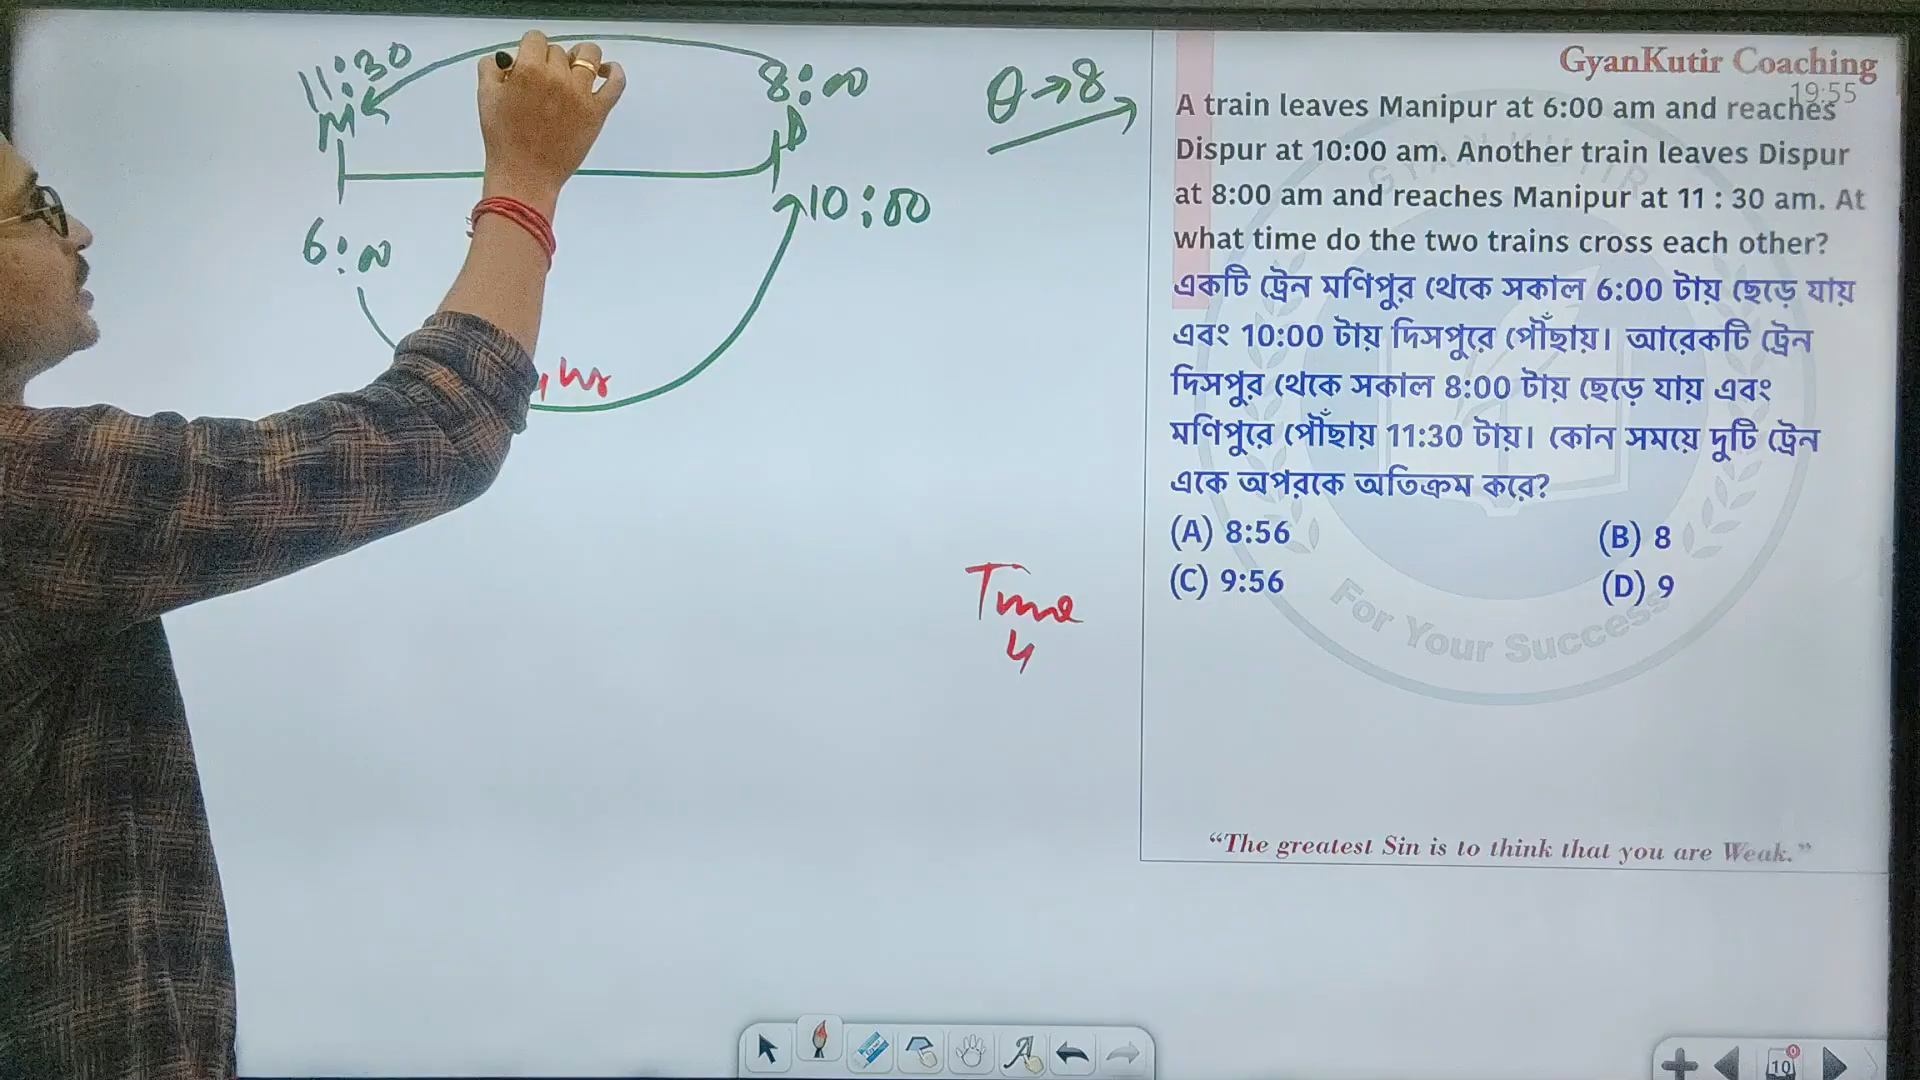 11:30
8:00
θ→8
M
D
6:00
10:00
4 hrs
Time
4
GyanKutir Coaching
19:55
A train leaves Manipur at 6:00 am and reaches
Dispur at 10:00 am. Another train leaves Dispur
at 8:00 am and reaches Manipur at 11 : 30 am. At
what time do the two trains cross each other?
একটি ট্রেন মণিপুর থেকে সকাল 6:00 টায় ছেড়ে যায়
এবং 10:00 টায় দিসপুরে পৌঁছায়। আরেকটি ট্রেন
দিসপুর থেকে সকাল 8:00 টায় ছেড়ে যায় এবং
মণিপুরে পৌঁছায় 11:30 টায়। কোন সময়ে দুটি ট্রেন
একে অপরকে অতিক্রম করে?
(A) 8:56 (B) 8
(C) 9:56 (D) 9
For Your Success
“The greatest Sin is to think that you are Weak.”
10